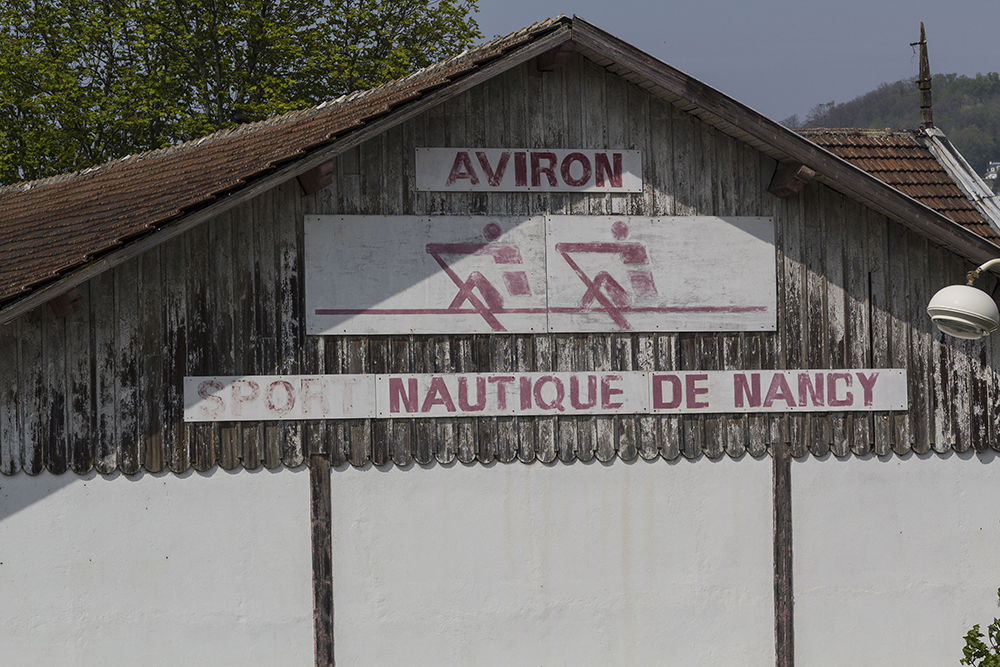 AVIRON
SPORT NAUTIQUE DE NANCY